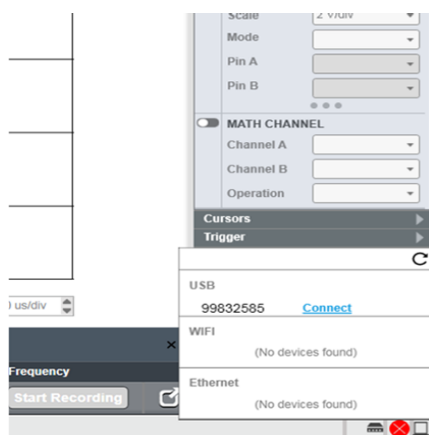 Scale 2 V/div
Mode
Pin A
Pin B
MATH CHANNEL
Channel A
Channel B
Operation
Cursors
Trigger
USB
99832585 Connect
us/div
WIFI
(No devices found)
Frequency
Ethernet
Start Recording
(No devices found)